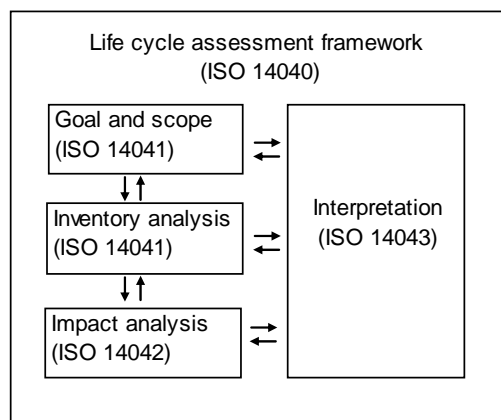 Life cycle assessment framework
(ISO 14040)
Goal and scope
(ISO 14041)
Inventory analysis
(ISO 14041)
Impact analysis
(ISO 14042)
Interpretation
(ISO 14043)